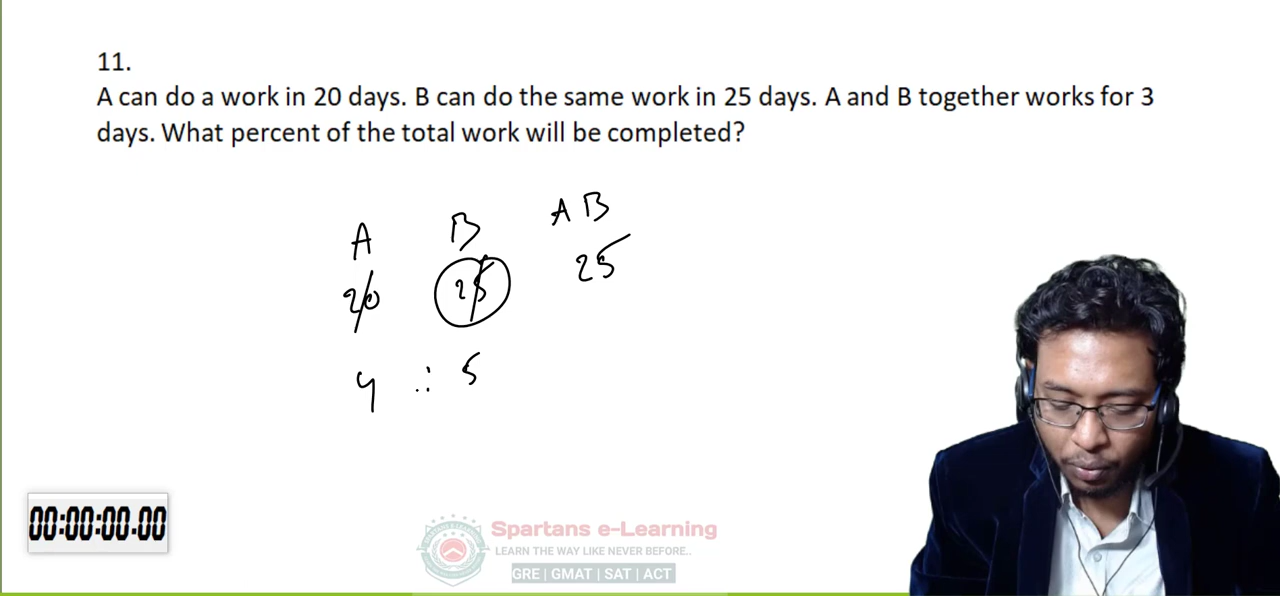 11.
A can do a work in 20 days. B can do the same work in 25 days. A and B together works for 3
days. What percent of the total work will be completed?
A B A B
20 25 25
4 : 5
00:00:00.00
Spartans e-Learning
LEARN THE WAY LIKE NEVER BEFORE..
GRE | GMAT | SAT | ACT